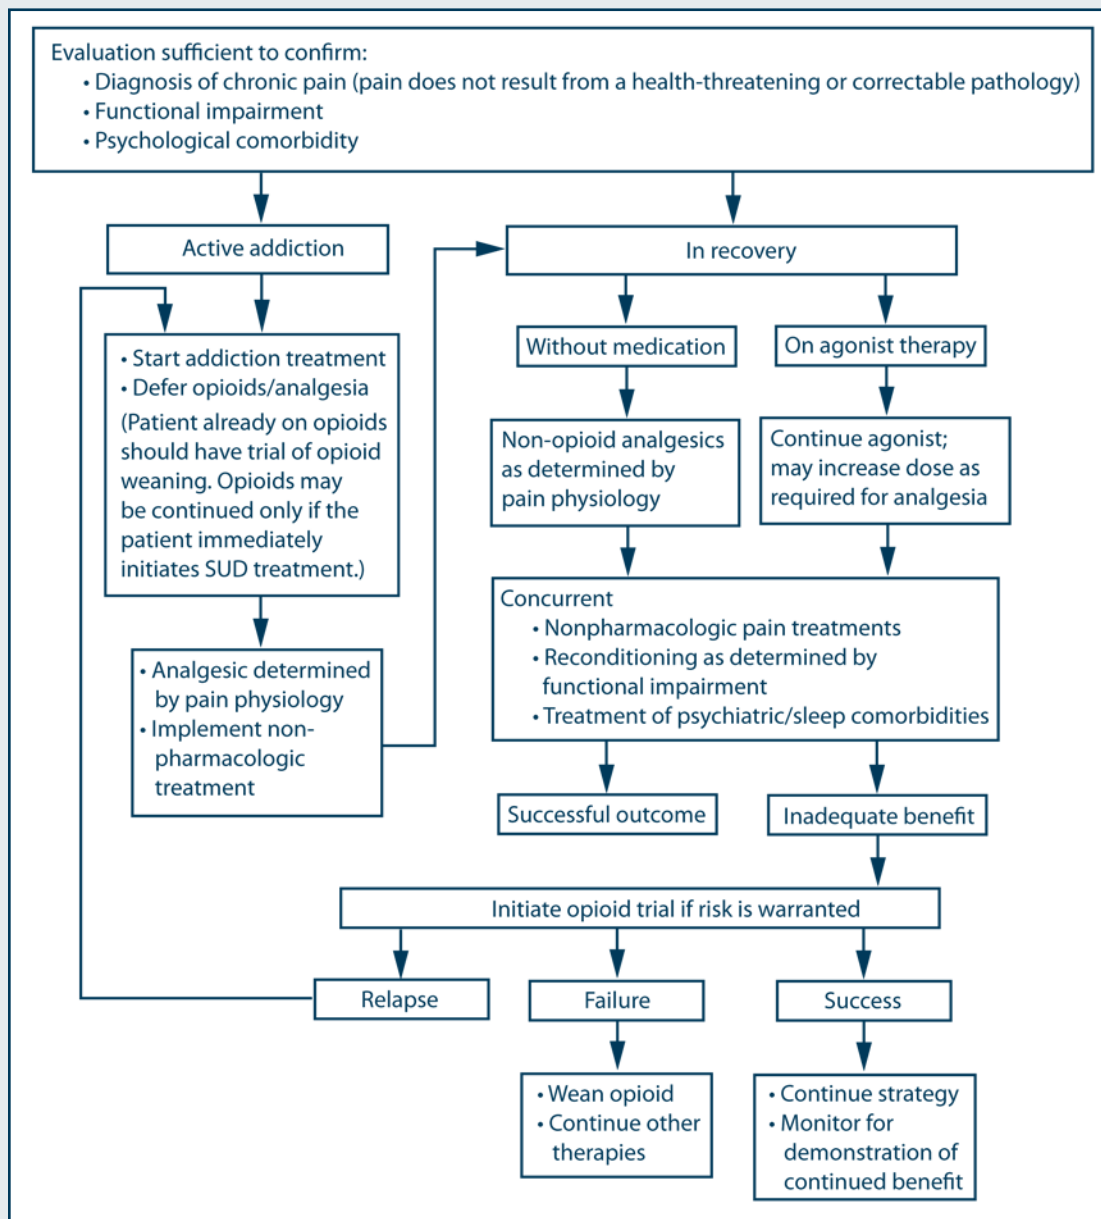 Evaluation sufficient to confirm:
• Diagnosis of chronic pain (pain does not result from a health-threatening or correctable pathology)
• Functional impairment
• Psychological comorbidity
Active addiction
In recovery
• Start addiction treatment
• Defer opioids/analgesia
(Patient already on opioids
should have trial of opioid
weaning. Opioids may
be continued only if the
patient immediately
initiates SUD treatment.)
• Analgesic determined
by pain physiology
• Implement non-
pharmacologic
treatment
Without medication
On agonist therapy
Non-opioid analgesics
as determined by
pain physiology
Continue agonist;
may increase dose as
required for analgesia
Concurrent
• Nonpharmacologic pain treatments
• Reconditioning as determined by
functional impairment
• Treatment of psychiatric/sleep comorbidities
Successful outcome
Inadequate benefit
Initiate opioid trial if risk is warranted
Relapse
Failure
Success
• Wean opioid
• Continue other
therapies
• Continue strategy
• Monitor for
demonstration of
continued benefit